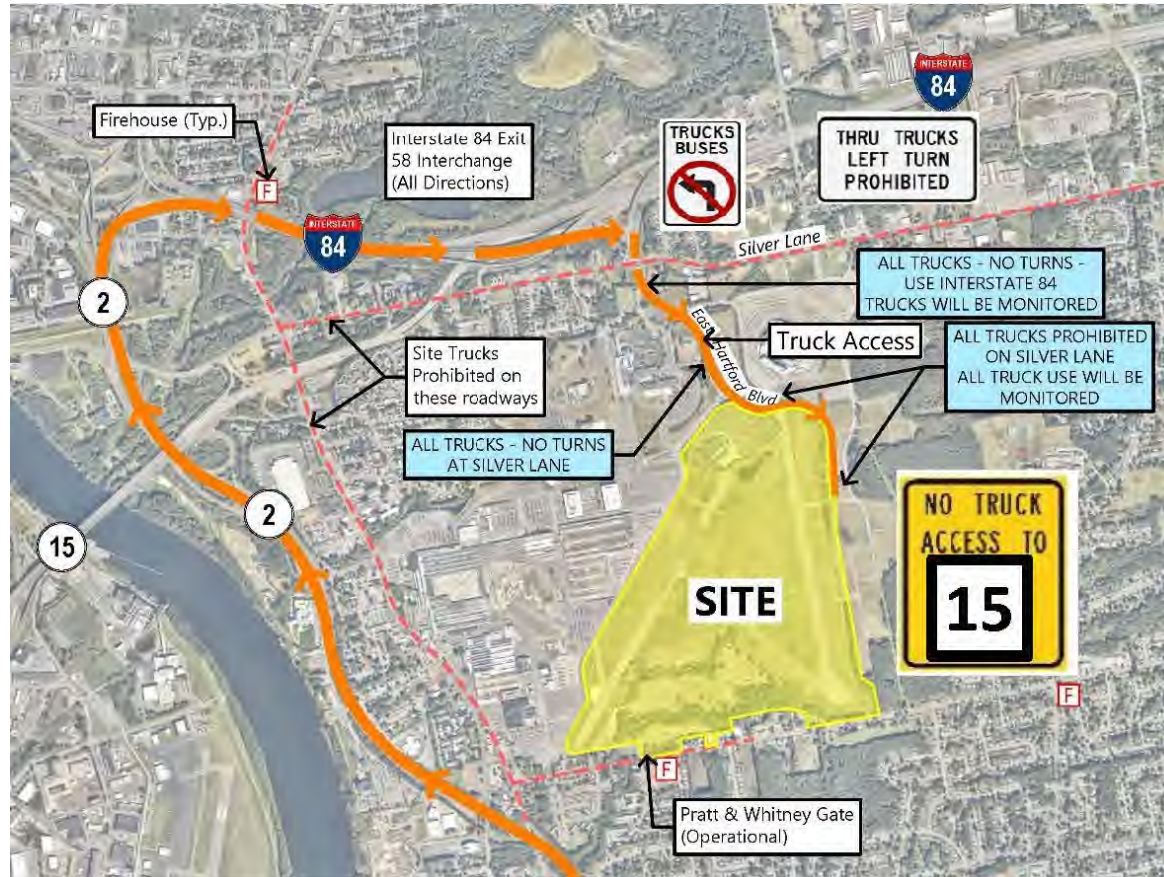 INTERSTATE
84
Firehouse (Typ.)
F
Interstate 84 Exit
58 Interchange
(All Directions)
TRUCKS
BUSES
THRU TRUCKS
LEFT TURN
PROHIBITED
INTERSTATE
84
Silver Lane
2
ALL TRUCKS - NO TURNS -
USE INTERSTATE 84
TRUCKS WILL BE MONITORED
East Hartford Blvd
Truck Access
ALL TRUCKS PROHIBITED
ON SILVER LANE
ALL TRUCK USE WILL BE
MONITORED
Site Trucks
Prohibited on
these roadways
ALL TRUCKS - NO TURNS
AT SILVER LANE
2
15
NO TRUCK
ACCESS TO
15
SITE
F
F
Pratt & Whitney Gate
(Operational)